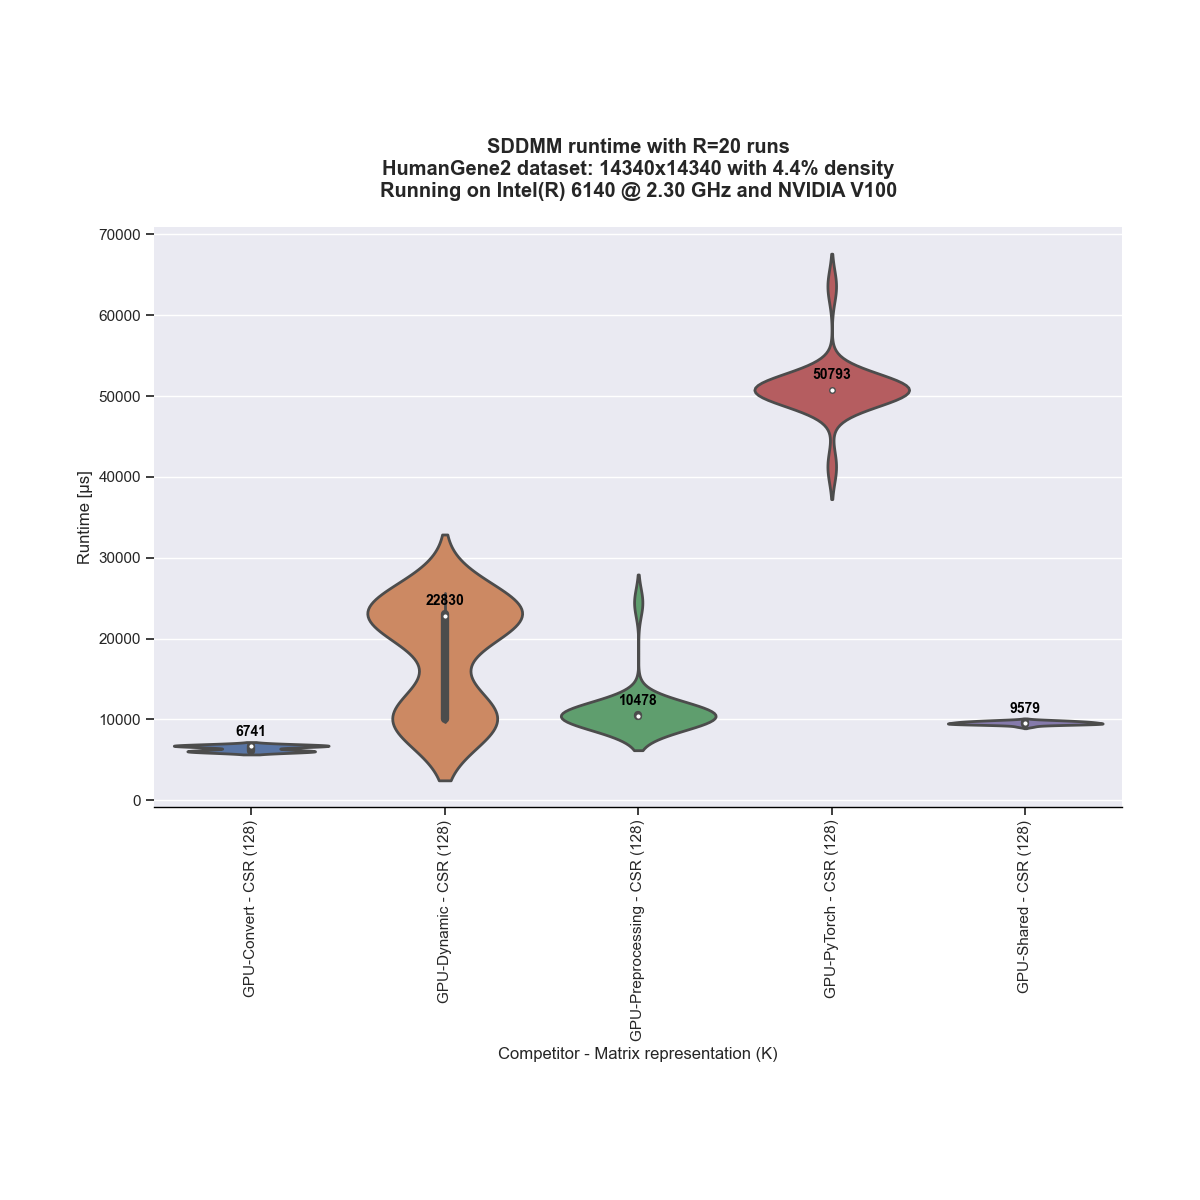 SDDMM runtime with R=20 runs
HumanGene2 dataset: 14340x14340 with 4.4% density
Running on Intel(R) 6140 @ 2.30 GHz and NVIDIA V100
Runtime [μs]
70000
60000
50000
40000
30000
20000
10000
0
6741
22830
10478
50793
9579
GPU-Convert - CSR (128)
GPU-Dynamic - CSR (128)
GPU-Preprocessing - CSR (128)
GPU-PyTorch - CSR (128)
GPU-Shared - CSR (128)
Competitor - Matrix representation (K)